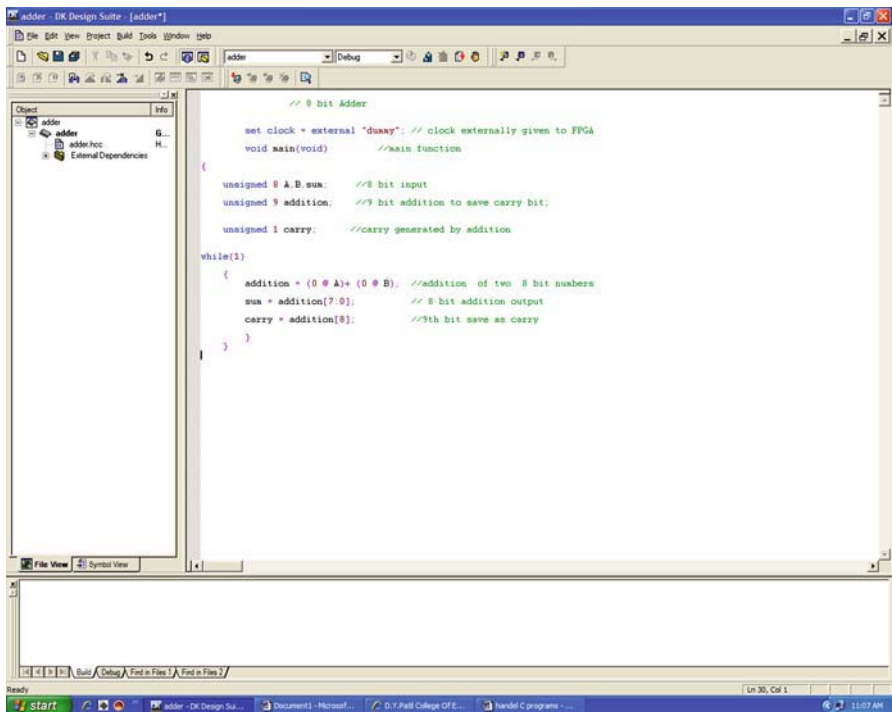 adder - DK Design Suite - [adder*]
File Edit View Project Build Tools Window Help
adder Debug
Object Info
adder
adder G...
adder.hcc H...
External Dependencies
// 8 bit Adder
set clock = external "dummy"; // clock externally given to FPGA
void main(void) //main function
{
unsigned 8 A,B,sum; //8 bit input
unsigned 9 addition; //9 bit addition to save carry bit;
unsigned 1 carry; //carry generated by addition
while(1)
{
addition = (0 @ A)+ (0 @ B); //addition of two 8 bit numbers
sum = addition[7:0]; // 8 bit addition output
carry = addition[8]; //9th bit save as carry
}
}
File View Symbol View
Build Debug Find in Files 1 Find in Files 2
Ready Ln 30, Col 1
start adder - DK Design Sui... Document1 - Microsof... D.Y.Patil College Of E... handel C programs - ... 11:07 AM